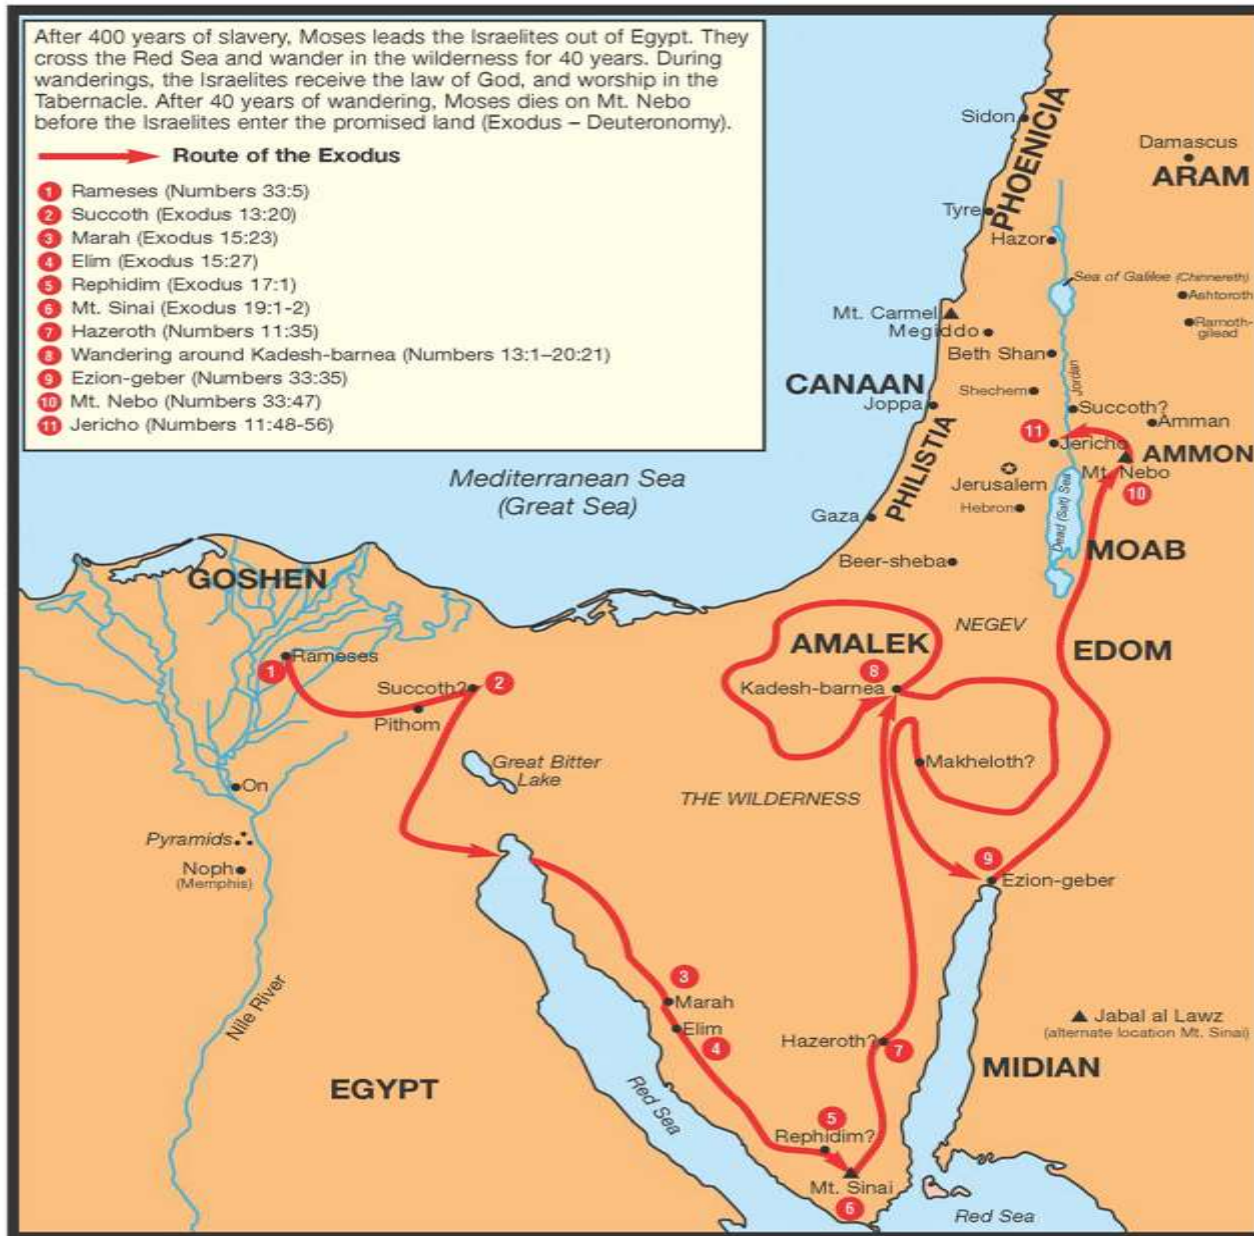 After 400 years of slavery, Moses leads the Israelites out of Egypt. They
cross the Red Sea and wander in the wilderness for 40 years. During
wanderings, the Israelites receive the law of God, and worship in the
Tabernacle. After 40 years of wandering, Moses dies on Mt. Nebo
before the Israelites enter the promised land (Exodus – Deuteronomy).
Route of the Exodus
1 Rameses (Numbers 33:5)
2 Succoth (Exodus 13:20)
3 Marah (Exodus 15:23)
4 Elim (Exodus 15:27)
5 Rephidim (Exodus 17:1)
6 Mt. Sinai (Exodus 19:1-2)
7 Hazeroth (Numbers 11:35)
8 Wandering around Kadesh-barnea (Numbers 13:1–20:21)
9 Ezion-geber (Numbers 33:35)
10 Mt. Nebo (Numbers 33:47)
11 Jericho (Numbers 11:48-56)
Sidon
PHOENICIA
Damascus
ARAM
Tyre
Hazor
Sea of Galilee (Chinnereth)
Ashtoroth
Mt. Carmel
Ramoth-
gilead
Megiddo
Beth Shan
CANAAN
Shechem
Jordan
Joppa
Succoth?
Amman
11
Jericho
AMMON
PHILISTIA
Mt. Nebo
Jerusalem
10
Mediterranean Sea
(Great Sea)
Hebron
Dead (Salt) Sea
Gaza
MOAB
Beer-sheba
GOSHEN
NEGEV
AMALEK
EDOM
Rameses
1
8
Succoth?
2
Kadesh-barnea
Pithom
Great Bitter
Lake
Makheloth?
On
THE WILDERNESS
Pyramids
Noph
(Memphis)
9
Ezion-geber
3
Marah
Nile River
Elim
4
Hazeroth?
7
Jabal al Lawz
(alternate location Mt. Sinai)
MIDIAN
EGYPT
Red Sea
5
Rephidim?
Mt. Sinai
6
Red Sea